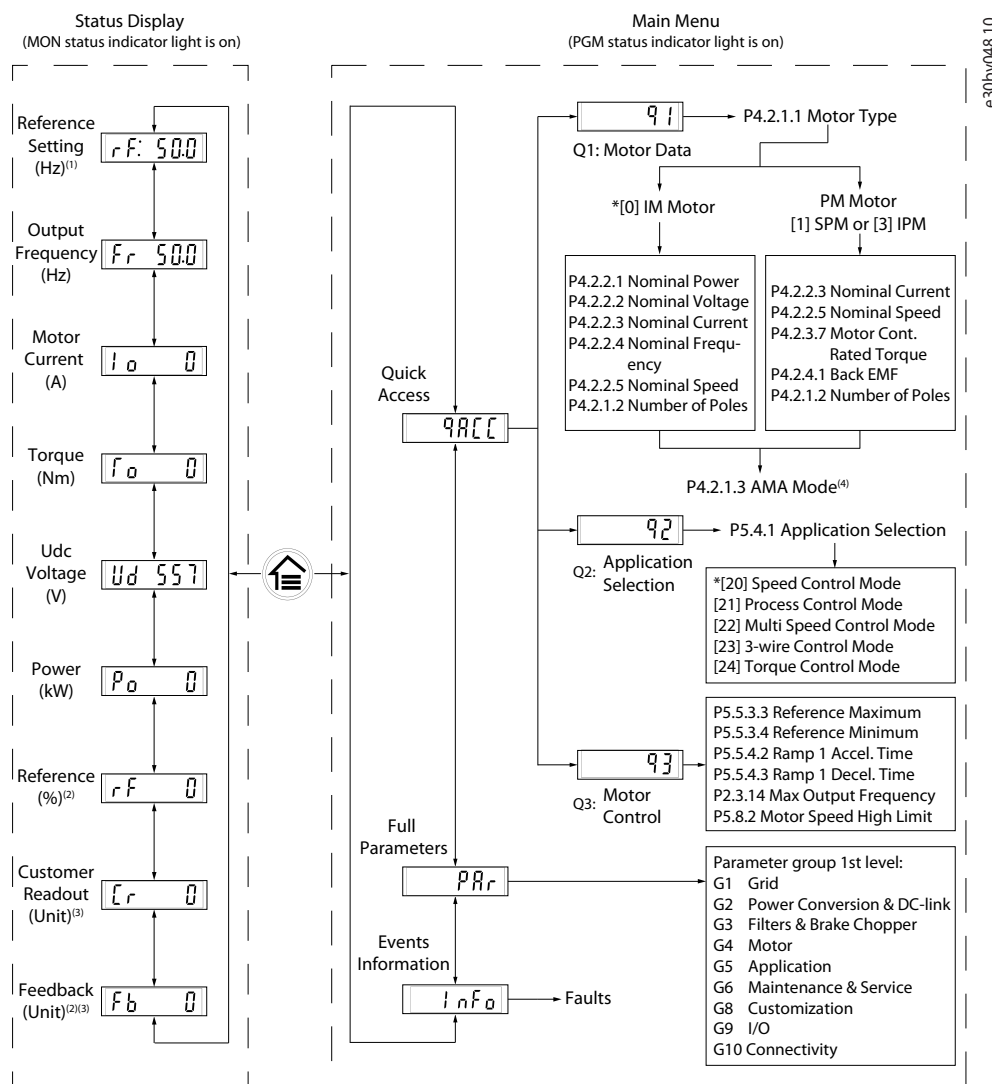 Status Display
(MON status indicator light is on)
Main Menu
(PGM status indicator light is on)
e30bv048.10
Reference
Setting
(Hz)(1)
rF: 50.0
Output
Frequency
(Hz)
Fr 50.0
Motor
Current
(A)
Io 0
Torque
(Nm)
To 0
Udc
Voltage
(V)
Ud 557
Power
(kW)
Po 0
Reference
(%)(2)
rF 0
Customer
Readout
(Unit)(3)
Cr 0
Feedback
(Unit)(2)(3)
Fb 0
Quick
Access
qACC
q1
Q1: Motor Data
P4.2.1.1 Motor Type
*[0] IM Motor
PM Motor
[1] SPM or [3] IPM
P4.2.2.1 Nominal Power
P4.2.2.2 Nominal Voltage
P4.2.2.3 Nominal Current
P4.2.2.4 Nominal Frequ-
ency
P4.2.2.5 Nominal Speed
P4.2.1.2 Number of Poles
P4.2.2.3 Nominal Current
P4.2.2.5 Nominal Speed
P4.2.3.7 Motor Cont.
Rated Torque
P4.2.4.1 Back EMF
P4.2.1.2 Number of Poles
P4.2.1.3 AMA Mode(4)
q2
Q2: Application
Selection
P5.4.1 Application Selection
*[20] Speed Control Mode
[21] Process Control Mode
[22] Multi Speed Control Mode
[23] 3-wire Control Mode
[24] Torque Control Mode
q3
Q3: Motor
Control
P5.5.3.3 Reference Maximum
P5.5.3.4 Reference Minimum
P5.5.4.2 Ramp 1 Accel. Time
P5.5.4.3 Ramp 1 Decel. Time
P2.3.14 Max Output Frequency
P5.8.2 Motor Speed High Limit
Full
Parameters
PAr
Parameter group 1st level:
G1 Grid
G2 Power Conversion & DC-link
G3 Filters & Brake Chopper
G4 Motor
G5 Application
G6 Maintenance & Service
G8 Customization
G9 I/O
G10 Connectivity
Events
Information
InFo
Faults